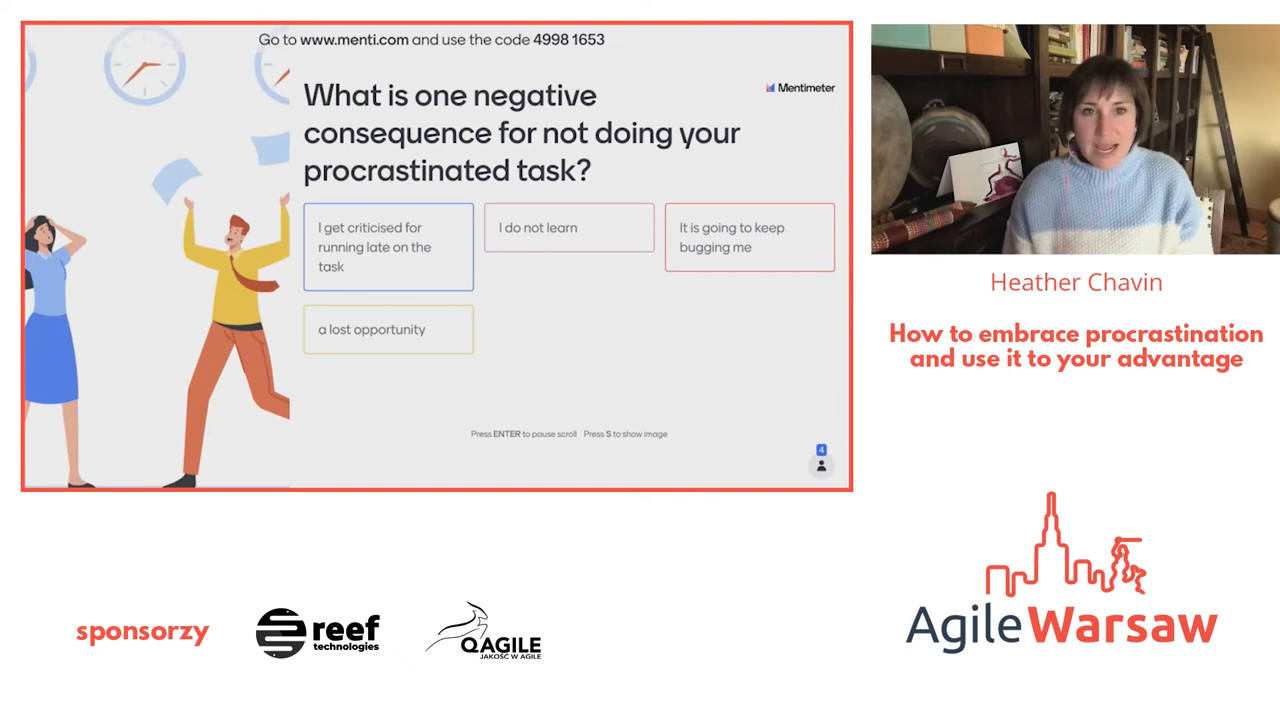 Go to www.menti.com and use the code 4998 1653
What is one negative
consequence for not doing your
procrastinated task?
Mentimeter
I get criticised for
running late on the
task
I do not learn
It is going to keep
bugging me
a lost opportunity
Press ENTER to pause scroll Press S to show image
4
Heather Chavin
How to embrace procrastination
and use it to your advantage
sponsorzy
reef
technologies
QAGILE
JAKOŚĆ W AGILE
AgileWarsaw